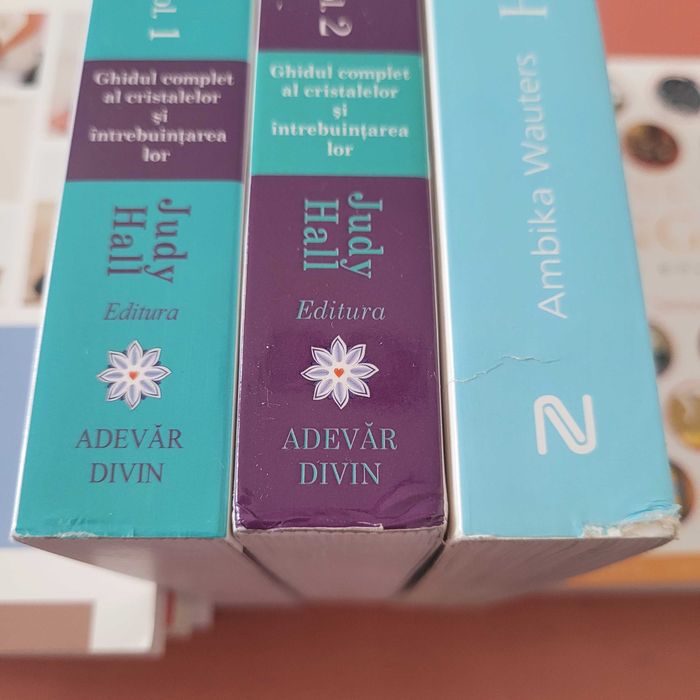 ol. 1
Ghidul complet
al cristalelor
și
întrebuințarea
lor
Judy
Hall
Editura
ADEVĂR
DIVIN
l. 2
Ghidul complet
al cristalelor
și
întrebuințarea
lor
Judy
Hall
Editura
ADEVĂR
DIVIN
Ambika Wauters